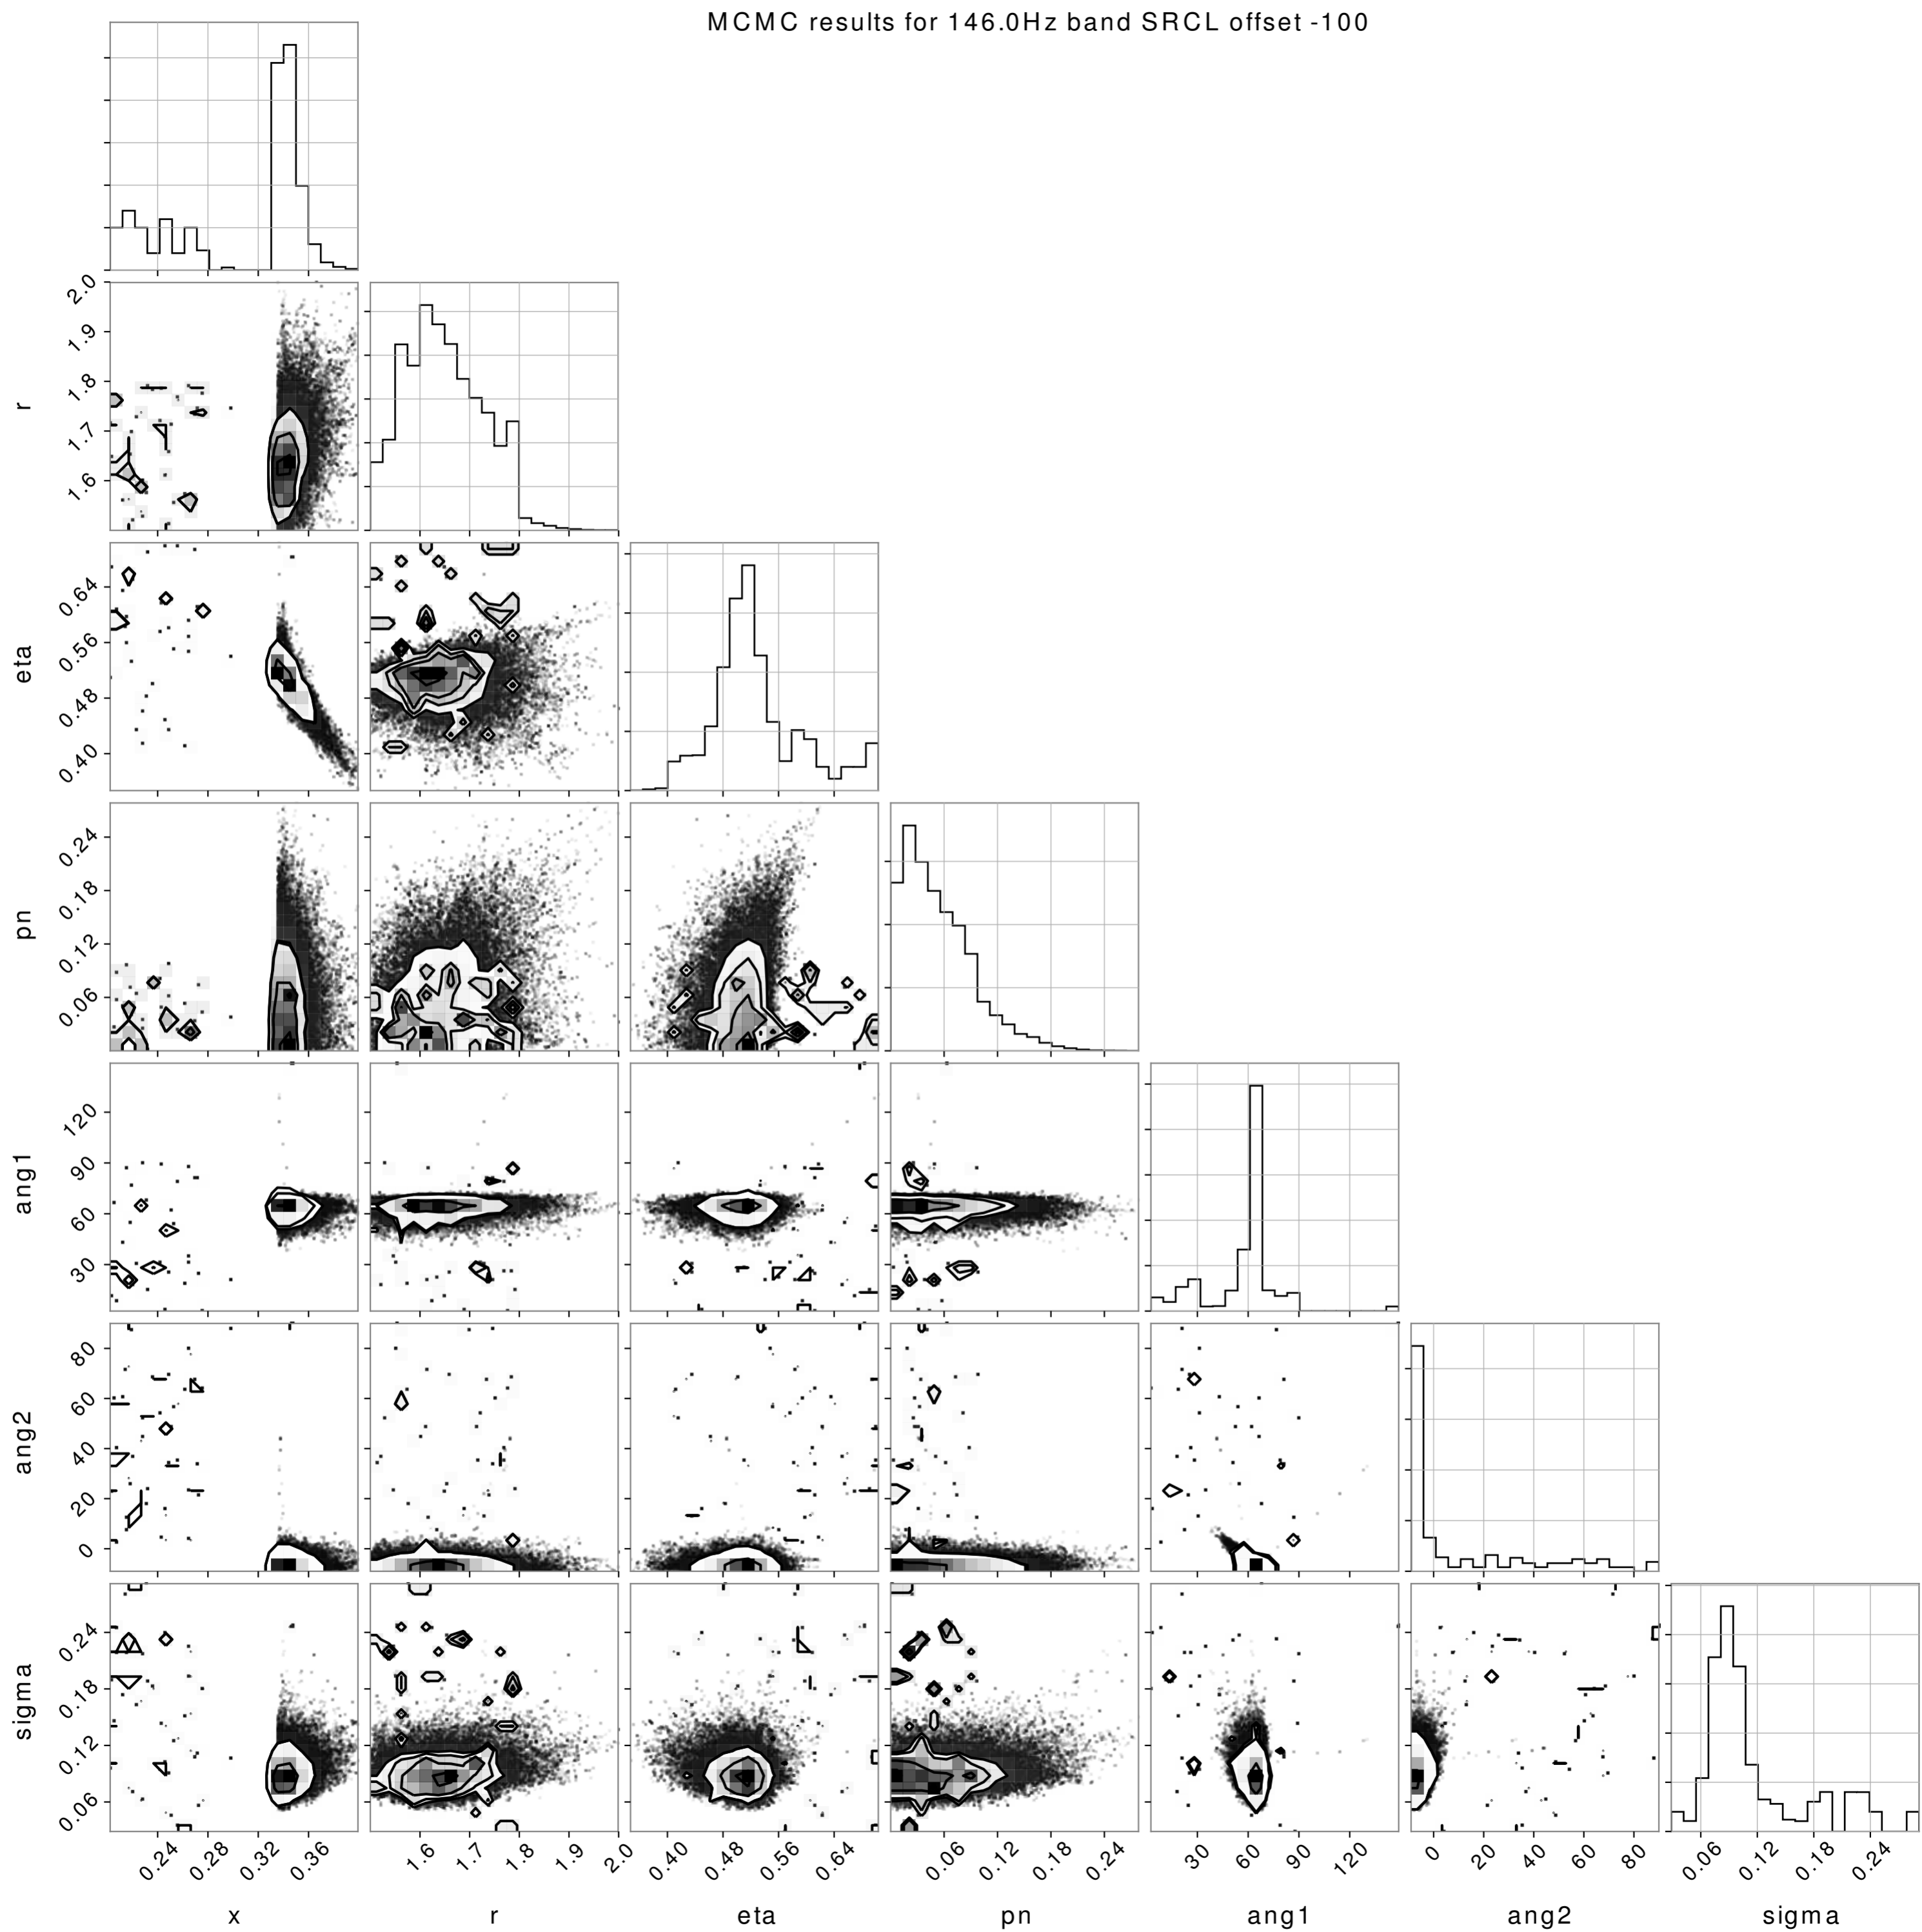 MCMC results for 146.0Hz band SRCL offset -100
2.0
1.9
1.8
1.7
1.6
r
0.64
0.56
0.48
0.40
eta
0.24
0.18
0.12
0.06
pn
120
90
60
30
ang1
80
60
40
20
0
ang2
0.24
0.18
0.12
0.06
sigma
0.24 0.28 0.32 0.36
1.6 1.7 1.8 1.9 2.0
0.40 0.48 0.56 0.64
0.06 0.12 0.18 0.24
30 60 90 120
0 20 40 60 80
0.06 0.12 0.18 0.24
x r eta pn ang1 ang2 sigma